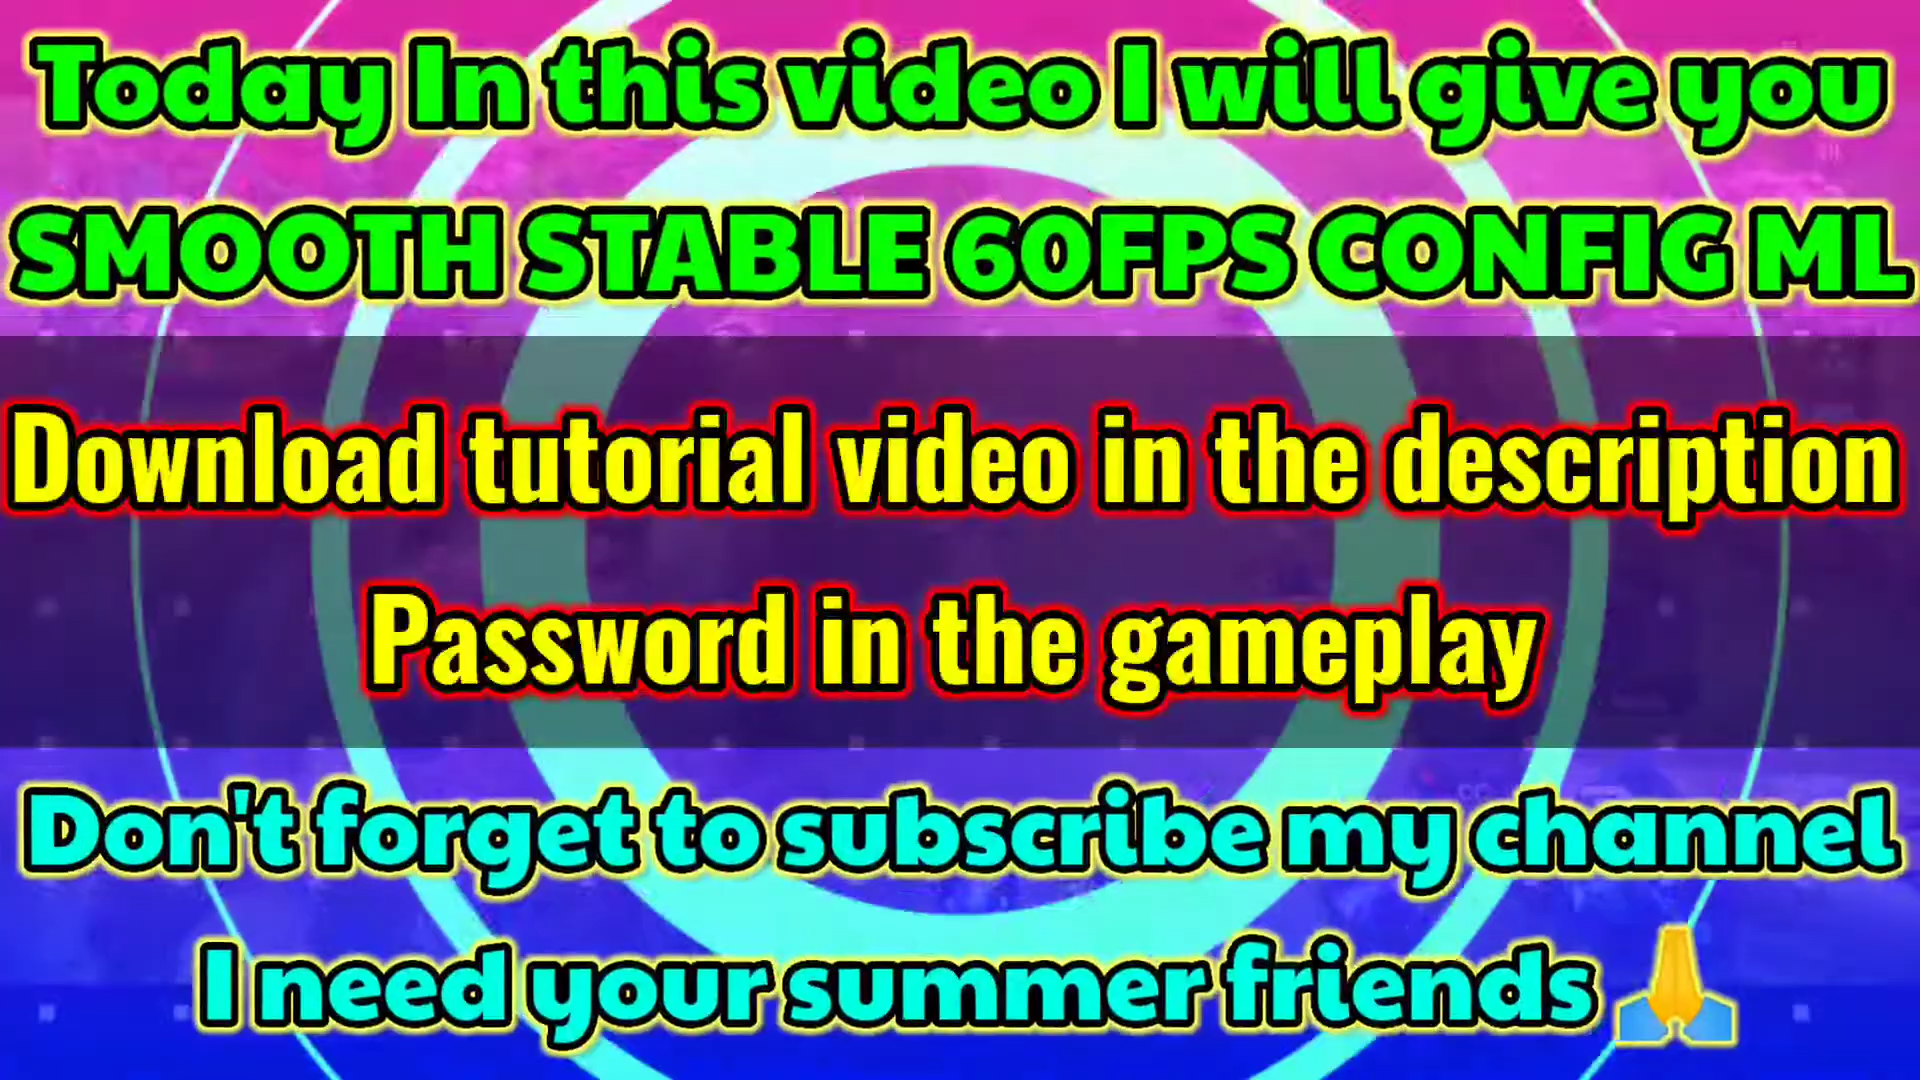 Today In this video I will give you
SMOOTH STABLE 60FPS CONFIG ML
Download tutorial video in the description
Password in the gameplay
Don't forget to subscribe my channel
I need your summer friends 🙏